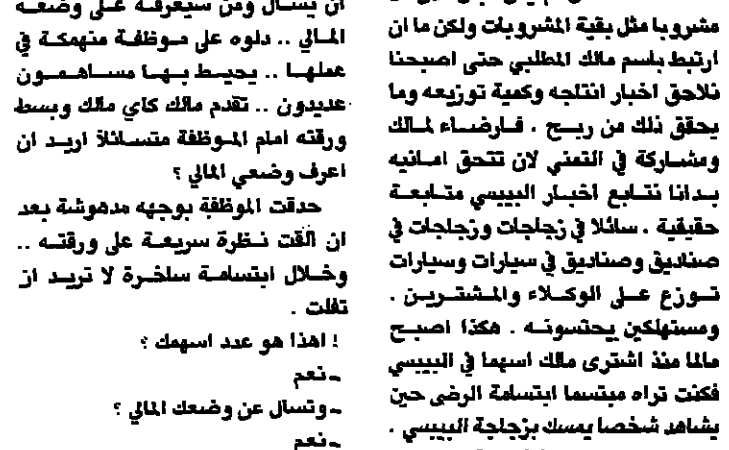 مشروبا مثل بقية المشروبات ولكن ما ان
ارتبط باسم مالك المطلبي حتى اصبحنا
نلاحق اخبار انتاجه وكمية توزيعه وما
يحقق ذلك من ربح . فارضاء لمالك
ومشاركة في التمني لان تتحق امانيه
بدانا نتابع اخبار البيبسي متابعة
حقيقية . سائلا في زجاجات وزجاجات في
صناديق وصناديق في سيارات وسيارات
توزع على الوكلاء والمشترين .
ومستهلكين يحتسونه . هكذا اصبح
مالنا منذ اشترى مالك اسهما في البيبسي
فكنت تراه مبتسما ابتسامة الرضى حين
يشاهد شخصا يمسك بزجاجة البيبسي .
ان يسال ومن سيعرفه على وضعه
المالي .. دلوه على موظفة منهمكة في
عملها .. يحيط بها مساهمون
عديدون .. تقدم مالك كاي مالك وبسط
ورقته امام الموظفة متسائلا اريد ان
اعرف وضعي المالي ؟
حدقت الموظفة بوجهه مدهوشة بعد
ان القت نظرة سريعة على ورقته ..
وخلال ابتسامة ساخرة لا تريد ان
تفلت .
! اهذا هو عدد اسهمك ؟
ـ نعم
ـ وتسال عن وضعك المالي ؟
ـ نعم